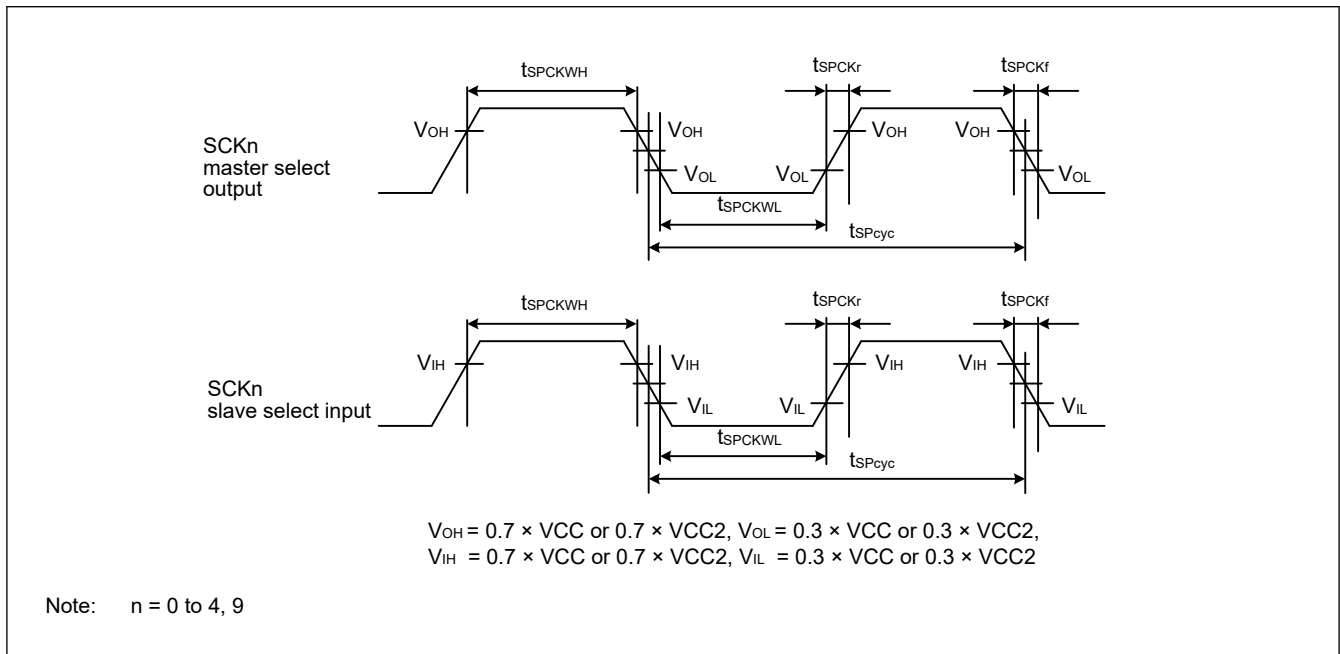 tSPCKWH
tSPCKr
tSPCKf
VOH
VOH
VOH
VOH
SCKn
master select
output
VOL
VOL
VOL
tSPCKWL
tSPcyc
tSPCKWH
tSPCKr
tSPCKf
VIH
VIH
VIH
VIH
SCKn
slave select input
VIL
VIL
VIL
tSPCKWL
tSPcyc
VOH = 0.7 × VCC or 0.7 × VCC2, VOL = 0.3 × VCC or 0.3 × VCC2,
VIH = 0.7 × VCC or 0.7 × VCC2, VIL = 0.3 × VCC or 0.3 × VCC2
Note: n = 0 to 4, 9